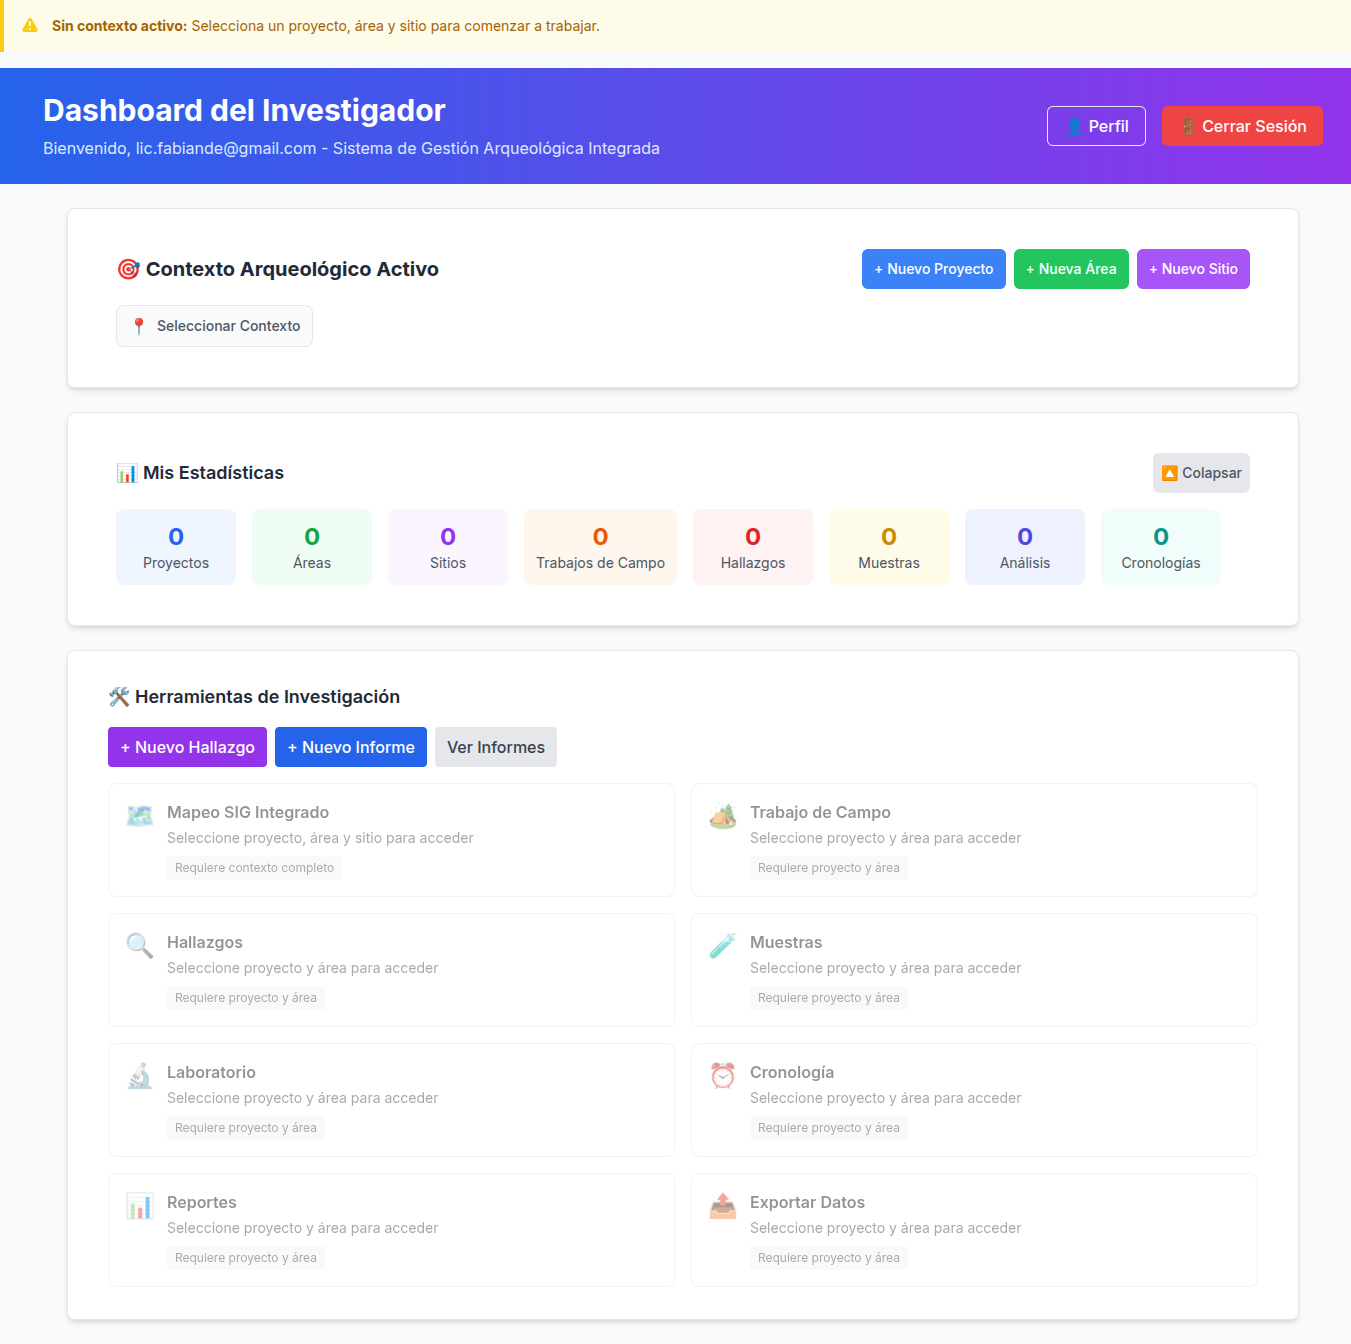 Sin contexto activo: Selecciona un proyecto, área y sitio para comenzar a trabajar.
Dashboard del Investigador
Bienvenido, lic.fabiande@gmail.com - Sistema de Gestión Arqueológica Integrada
👤 Perfil
🚪 Cerrar Sesión
🎯 Contexto Arqueológico Activo
+ Nuevo Proyecto
+ Nueva Área
+ Nuevo Sitio
📍 Seleccionar Contexto
📊 Mis Estadísticas
🔼 Colapsar
0
Proyectos
0
Áreas
0
Sitios
0
Trabajos de Campo
0
Hallazgos
0
Muestras
0
Análisis
0
Cronologías
🛠️ Herramientas de Investigación
+ Nuevo Hallazgo
+ Nuevo Informe
Ver Informes
Mapeo SIG Integrado
Seleccione proyecto, área y sitio para acceder
Requiere contexto completo
Trabajo de Campo
Seleccione proyecto y área para acceder
Requiere proyecto y área
Hallazgos
Seleccione proyecto y área para acceder
Requiere proyecto y área
Muestras
Seleccione proyecto y área para acceder
Requiere proyecto y área
Laboratorio
Seleccione proyecto y área para acceder
Requiere proyecto y área
Cronología
Seleccione proyecto y área para acceder
Requiere proyecto y área
Reportes
Seleccione proyecto y área para acceder
Requiere proyecto y área
Exportar Datos
Seleccione proyecto y área para acceder
Requiere proyecto y área